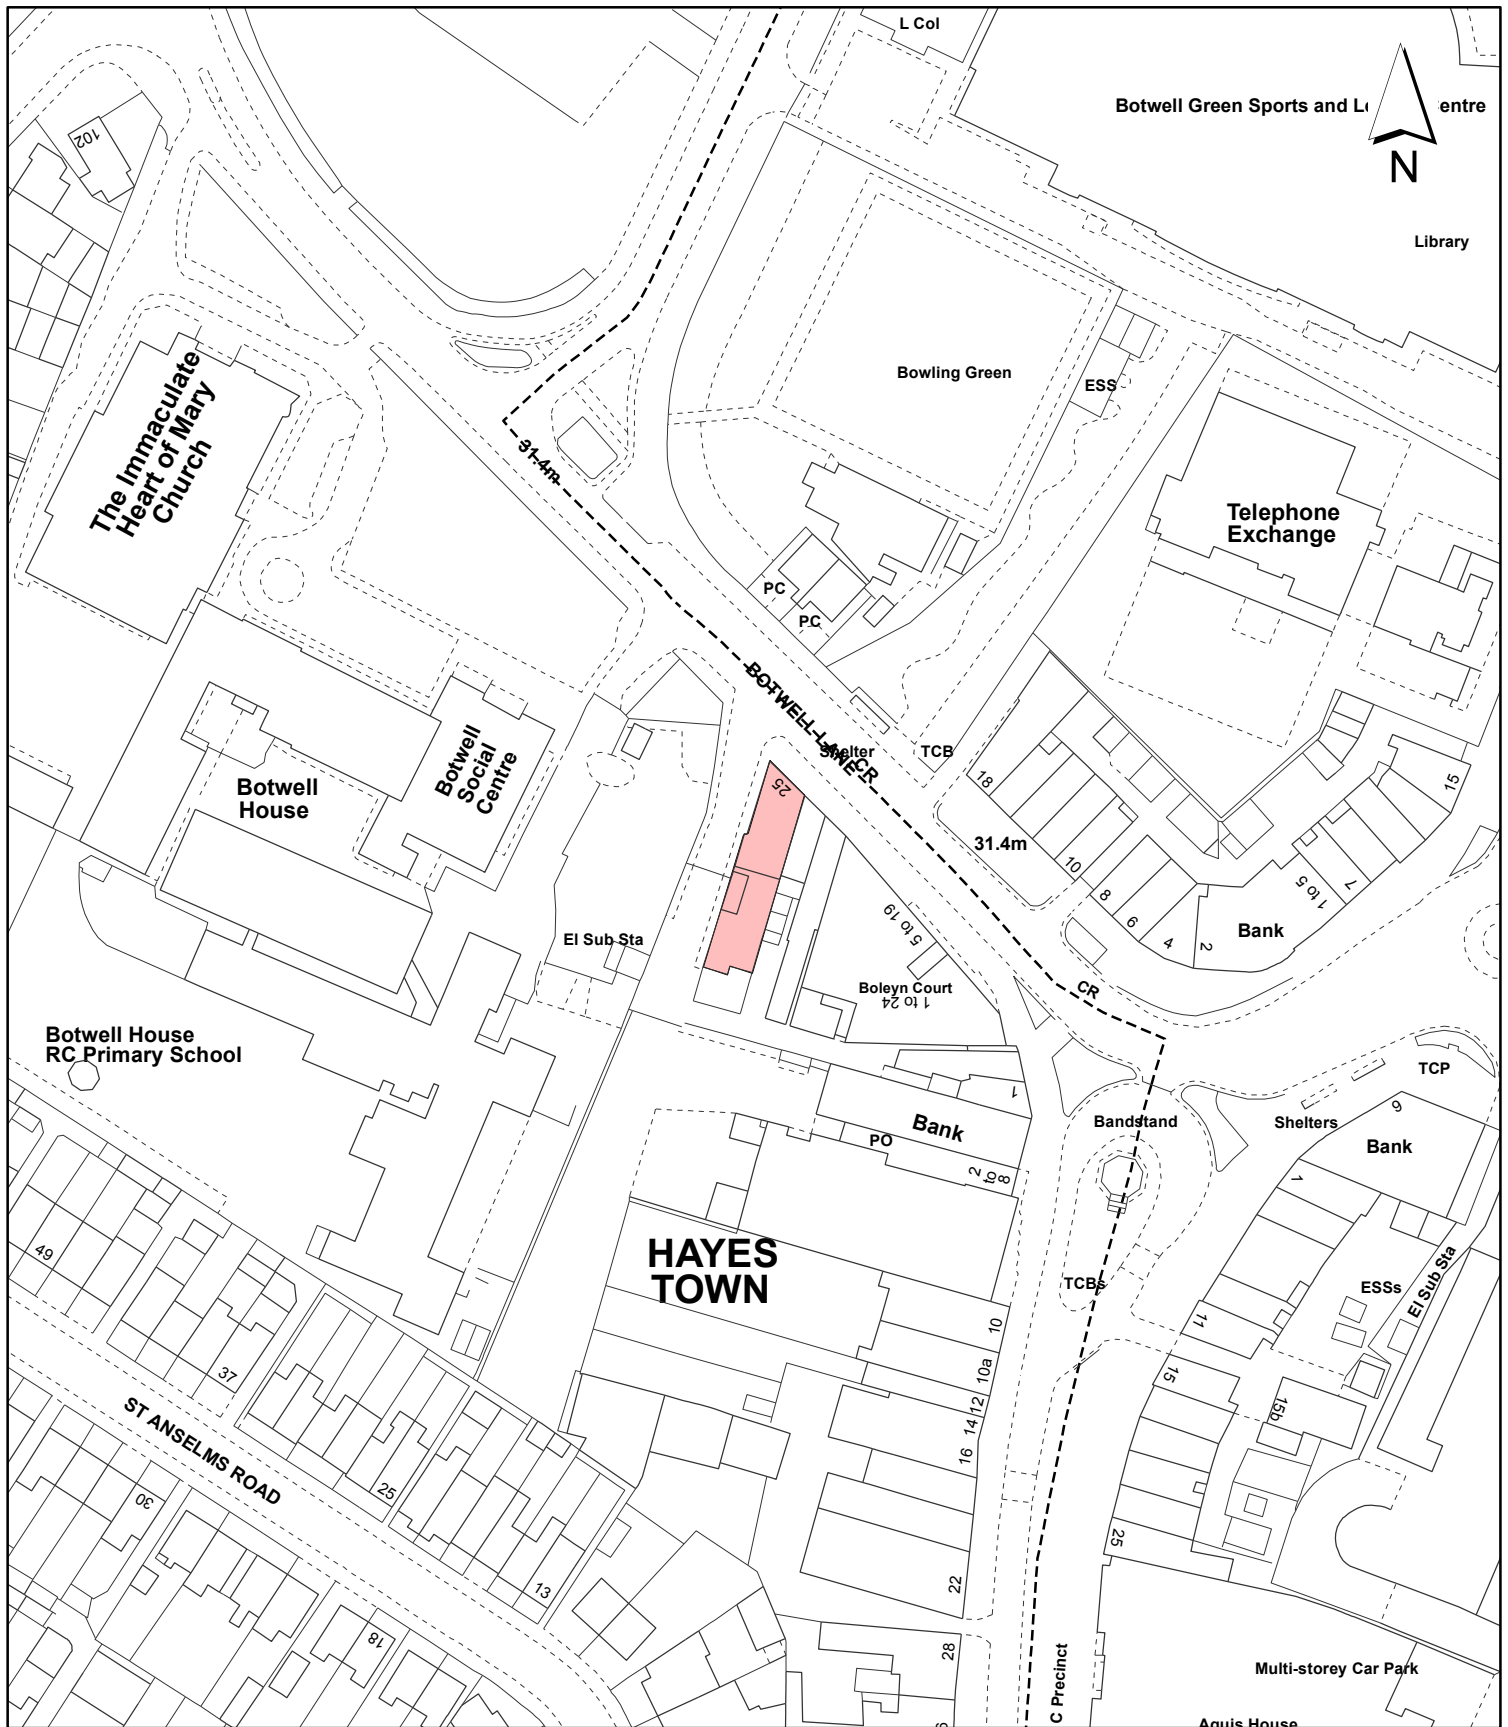 L Col
Botwell Green Sports and Le
entre
N
102
Library
The Immaculate
Heart of Mary
Church
Bowling Green
ESS
31.4m
Telephone
Exchange
PC
PC
BOTWELL LANE
Shelter
CR
TCB
18
15
25
Botwell
Social
Centre
Botwell
House
31.4m
10
8
6
4
2
Bank
1 to 5
7
5 to 19
El Sub Sta
Boleyn Court
1 to 24
CR
Botwell House
RC Primary School
TCP
1
Bank
PO
Bandstand
Shelters
9
Bank
2
to
8
1
49
HAYES
TOWN
TCBs
ESSs
El Sub Sta
10
11
37
10a
15
12
14
15b
16
ST ANSELMS ROAD
25
30
25
13
22
18
28
C Precinct
Multi-storey Car Park
Aquis House